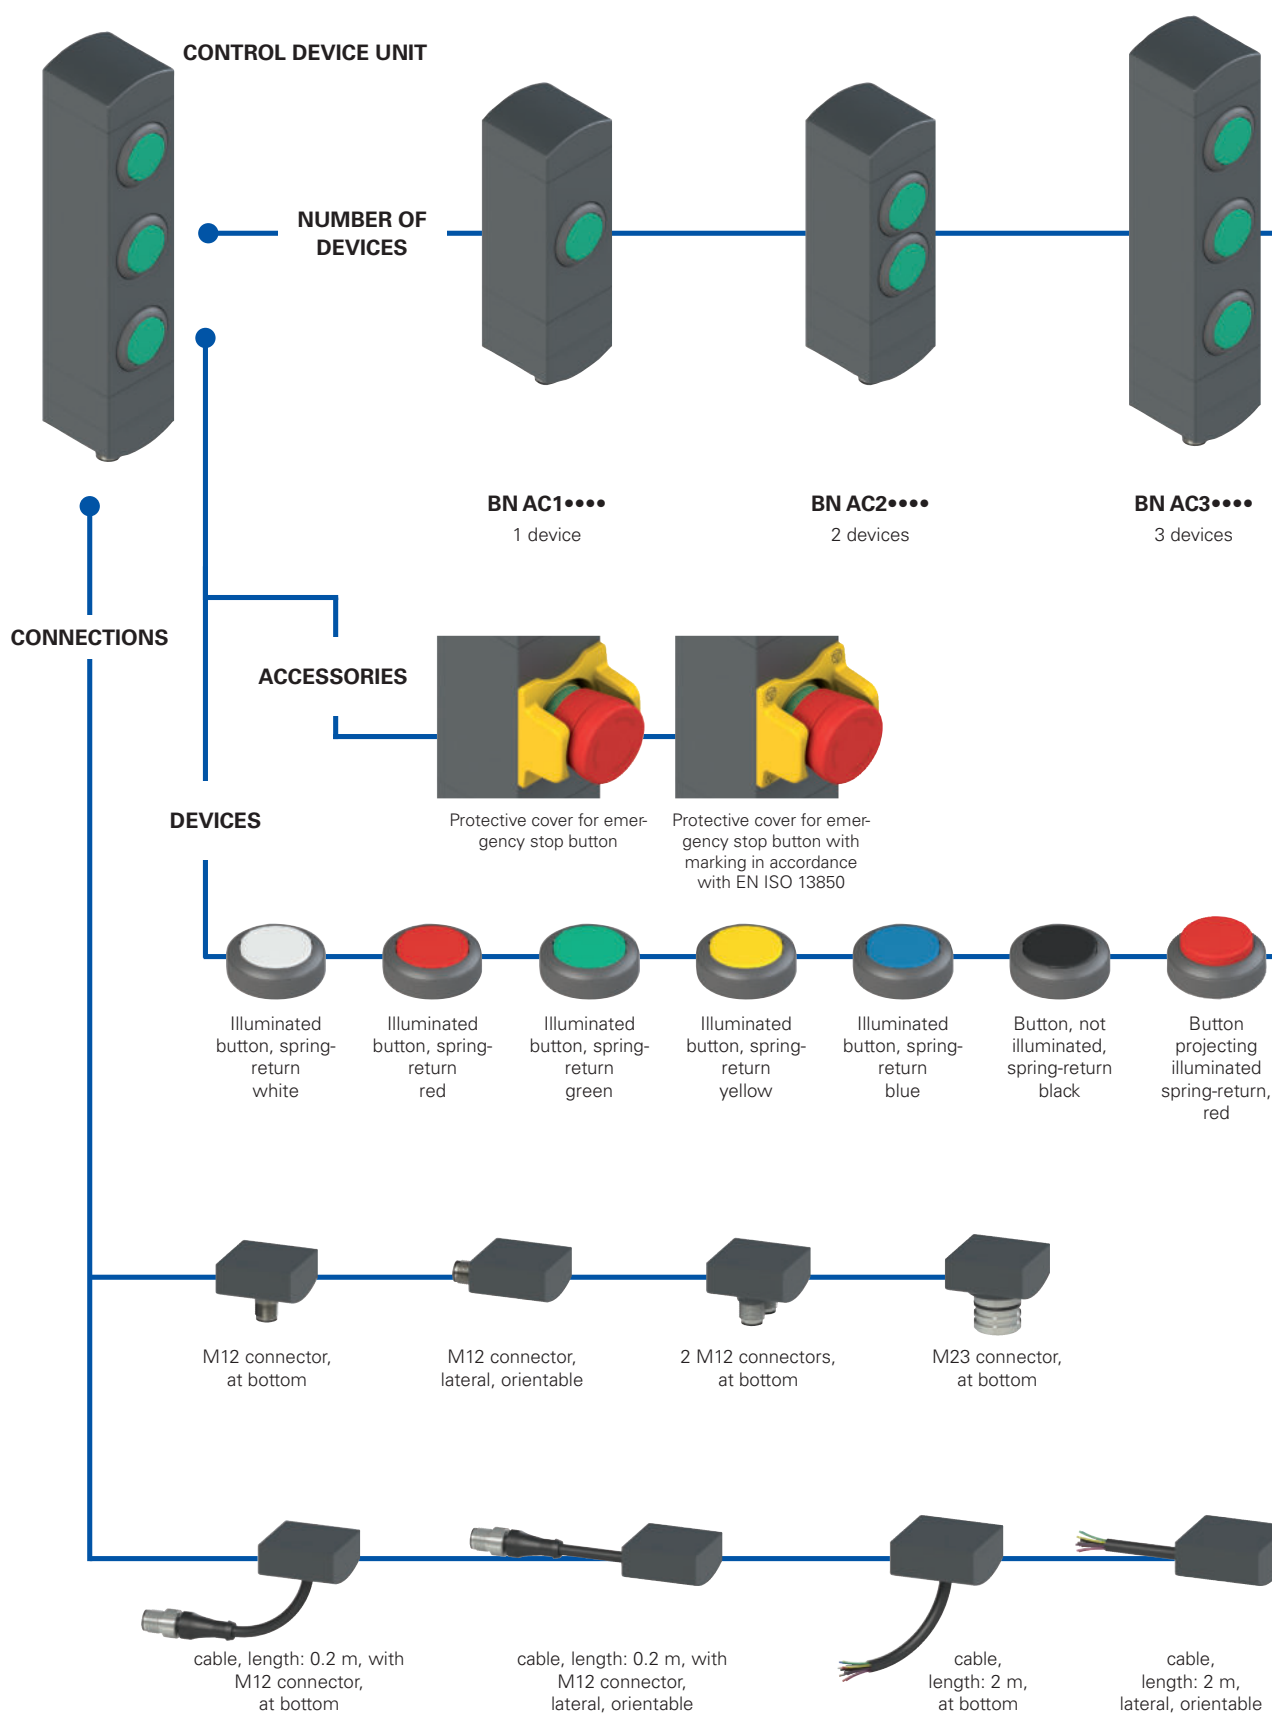 CONTROL DEVICE UNIT
NUMBER OF
DEVICES
BN AC1••••
1 device
BN AC2••••
2 devices
BN AC3••••
3 devices
CONNECTIONS
ACCESSORIES
Protective cover for emer-
gency stop button
Protective cover for emer-
gency stop button with
marking in accordance
with EN ISO 13850
DEVICES
Illuminated
button, spring-
return
white
Illuminated
button, spring-
return
red
Illuminated
button, spring-
return
green
Illuminated
button, spring-
return
yellow
Illuminated
button, spring-
return
blue
Button, not
illuminated,
spring-return
black
Button
projecting
illuminated
spring-return,
red
M12 connector,
at bottom
M12 connector,
lateral, orientable
2 M12 connectors,
at bottom
M23 connector,
at bottom
cable, length: 0.2 m, with
M12 connector,
at bottom
cable, length: 0.2 m, with
M12 connector,
lateral, orientable
cable,
length: 2 m,
at bottom
cable,
length: 2 m,
lateral, orientable